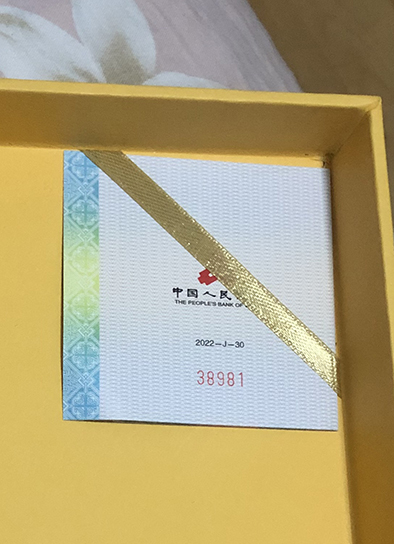 中国人民
THE PEOPLE'S BANK OF
2022-J-30
38981